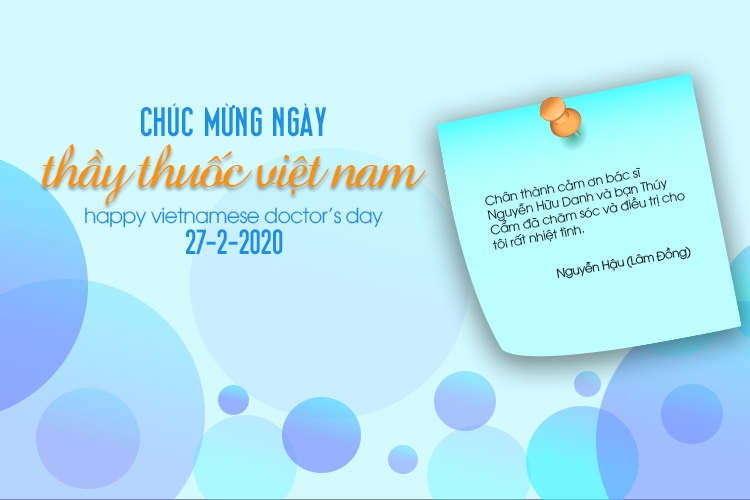 CHÚC MỪNG NGÀY
thầy thuốc việt nam
happy vietnamese doctor's day
27-2-2020
Chân thành cảm ơn bác sĩ
Nguyễn Hữu Danh và bạn Thúy
Cẩm đã chăm sóc và điều trị cho
tôi rất nhiệt tình.
Nguyễn Hậu (Lâm Đồng)